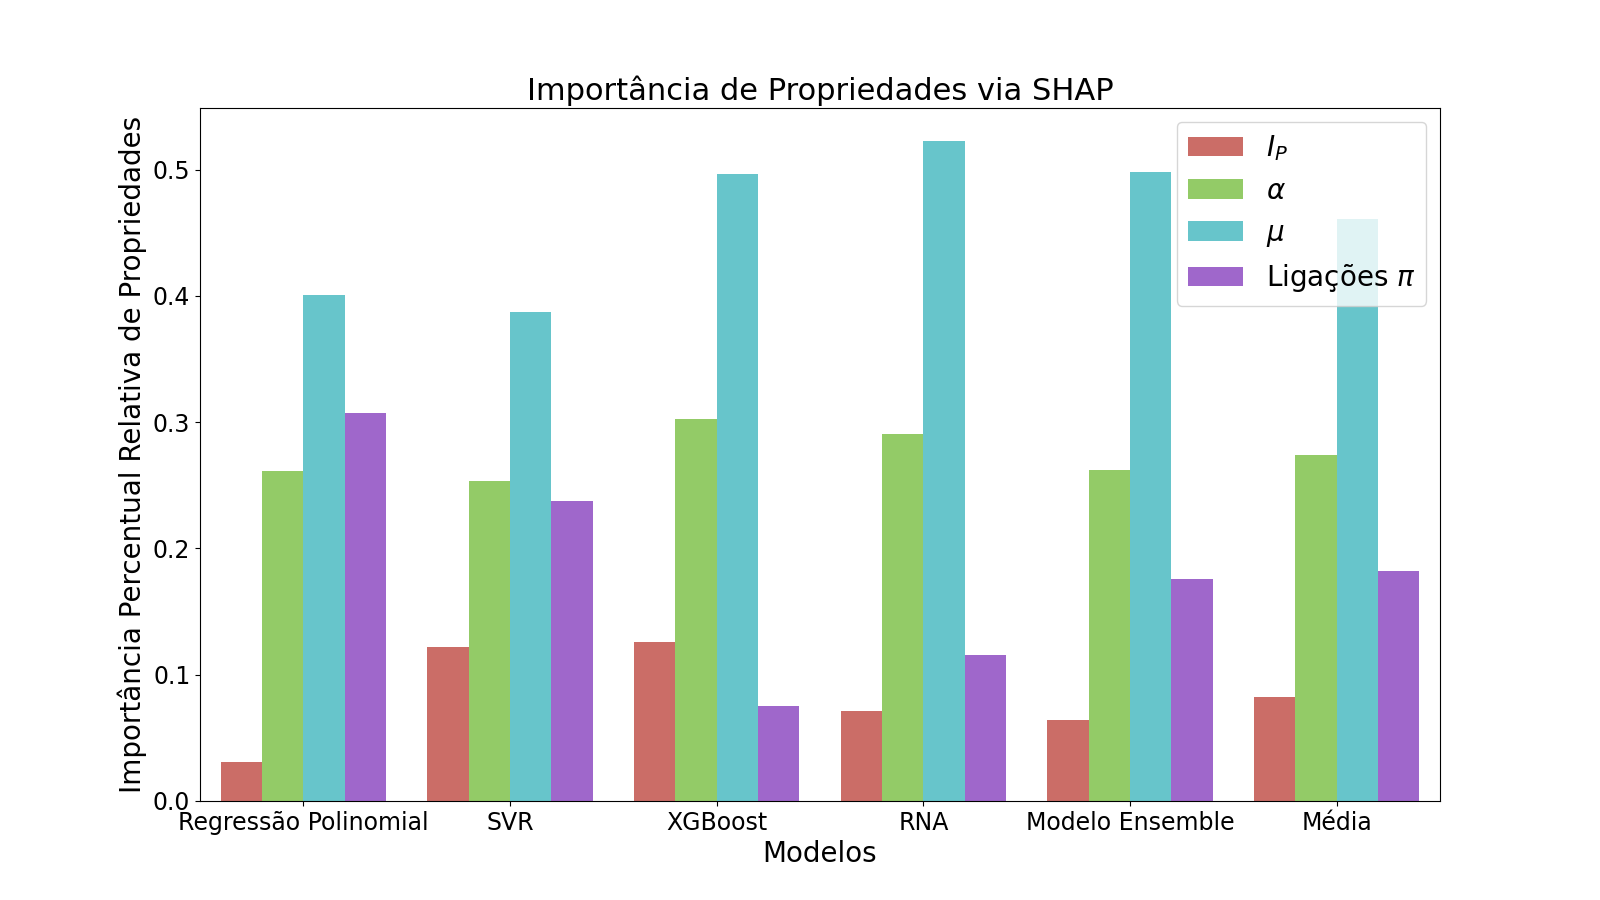 Importância de Propriedades via SHAP
Importância Percentual Relativa de Propriedades
0.5
0.4
0.3
0.2
0.1
0.0
I_P
α
μ
Ligações π
Regressão Polinomial
SVR
XGBoost
RNA
Modelo Ensemble
Média
Modelos